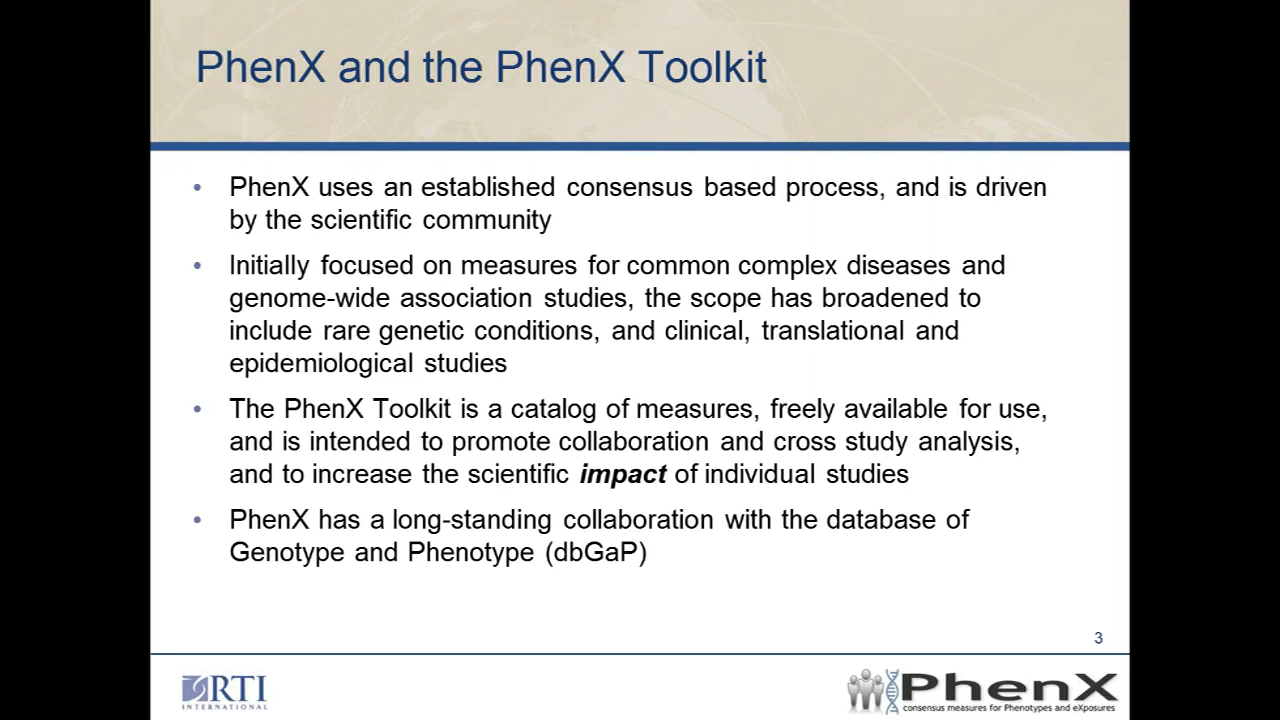 PhenX and the PhenX Toolkit
• PhenX uses an established consensus based process, and is driven
by the scientific community
• Initially focused on measures for common complex diseases and
genome-wide association studies, the scope has broadened to
include rare genetic conditions, and clinical, translational and
epidemiological studies
• The PhenX Toolkit is a catalog of measures, freely available for use,
and is intended to promote collaboration and cross study analysis,
and to increase the scientific impact of individual studies
• PhenX has a long-standing collaboration with the database of
Genotype and Phenotype (dbGaP)
3
RTI
INTERNATIONAL
PhenX
consensus measures for Phenotypes and eXposures